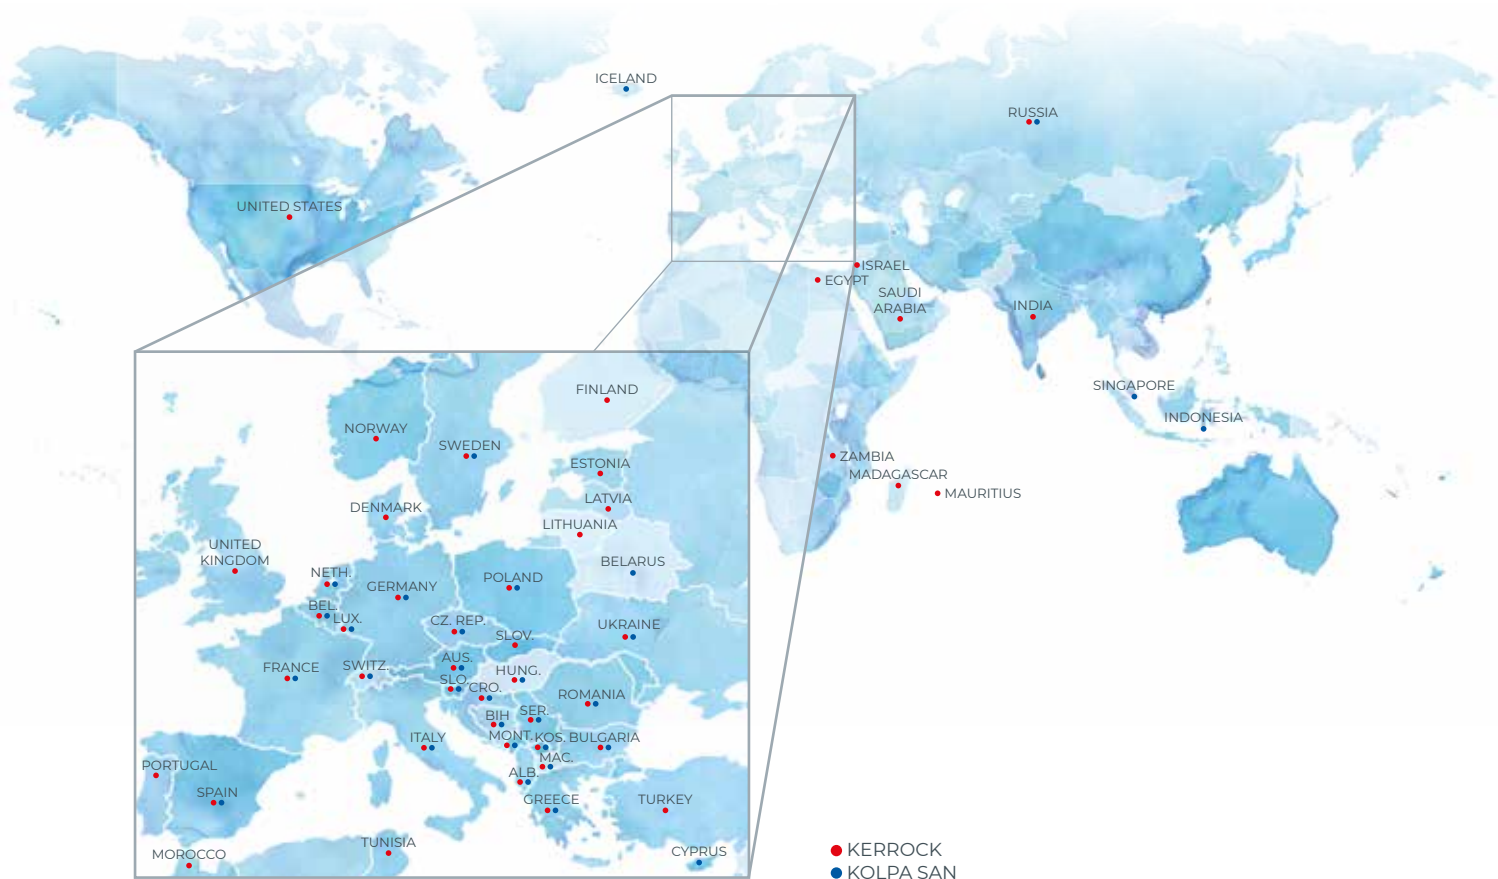 ICELAND
RUSSIA
UNITED STATES
ISRAEL
EGYPT
SAUDI
ARABIA
INDIA
SINGAPORE
INDONESIA
ZAMBIA
MADAGASCAR
MAURITIUS
FINLAND
NORWAY
SWEDEN
ESTONIA
LATVIA
DENMARK
LITHUANIA
UNITED
KINGDOM
BELARUS
NETH.
GERMANY
POLAND
BEL.
LUX.
CZ. REP.
UKRAINE
SLOV.
FRANCE
SWITZ.
AUS.
HUNG.
SLO.
CRO.
ROMANIA
BIH
SER.
ITALY
MONT.
KOS.
BULGARIA
MAC.
PORTUGAL
ALB.
SPAIN
GREECE
TURKEY
TUNISIA
MOROCCO
CYPRUS
KERROCK
KOLPA SAN